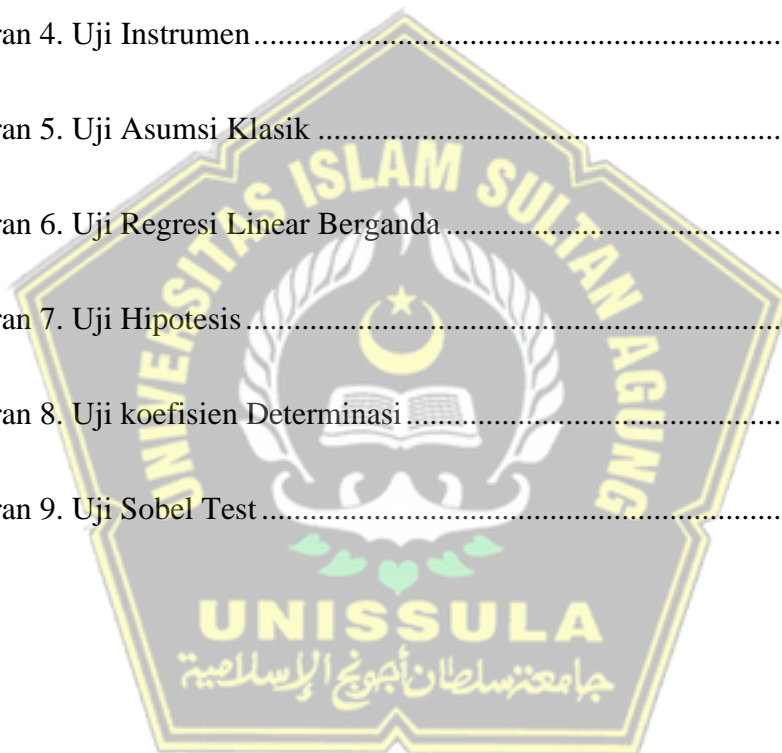 ran 4. Uji Instrumen....................................................................
ran 5. Uji Asumsi Klasik ...........................................................
ran 6. Uji Regresi Linear Berganda...........................................
ran 7. Uji Hipotesis.....................................................................
ran 8. Uji koefisien Determinasi................................................
ran 9. Uji Sobel Test...................................................................
UNIVERSITAS ISLAM SULTAN AGUNG
UNISSULA
جامعتنسلطان أجونج الإسلامية